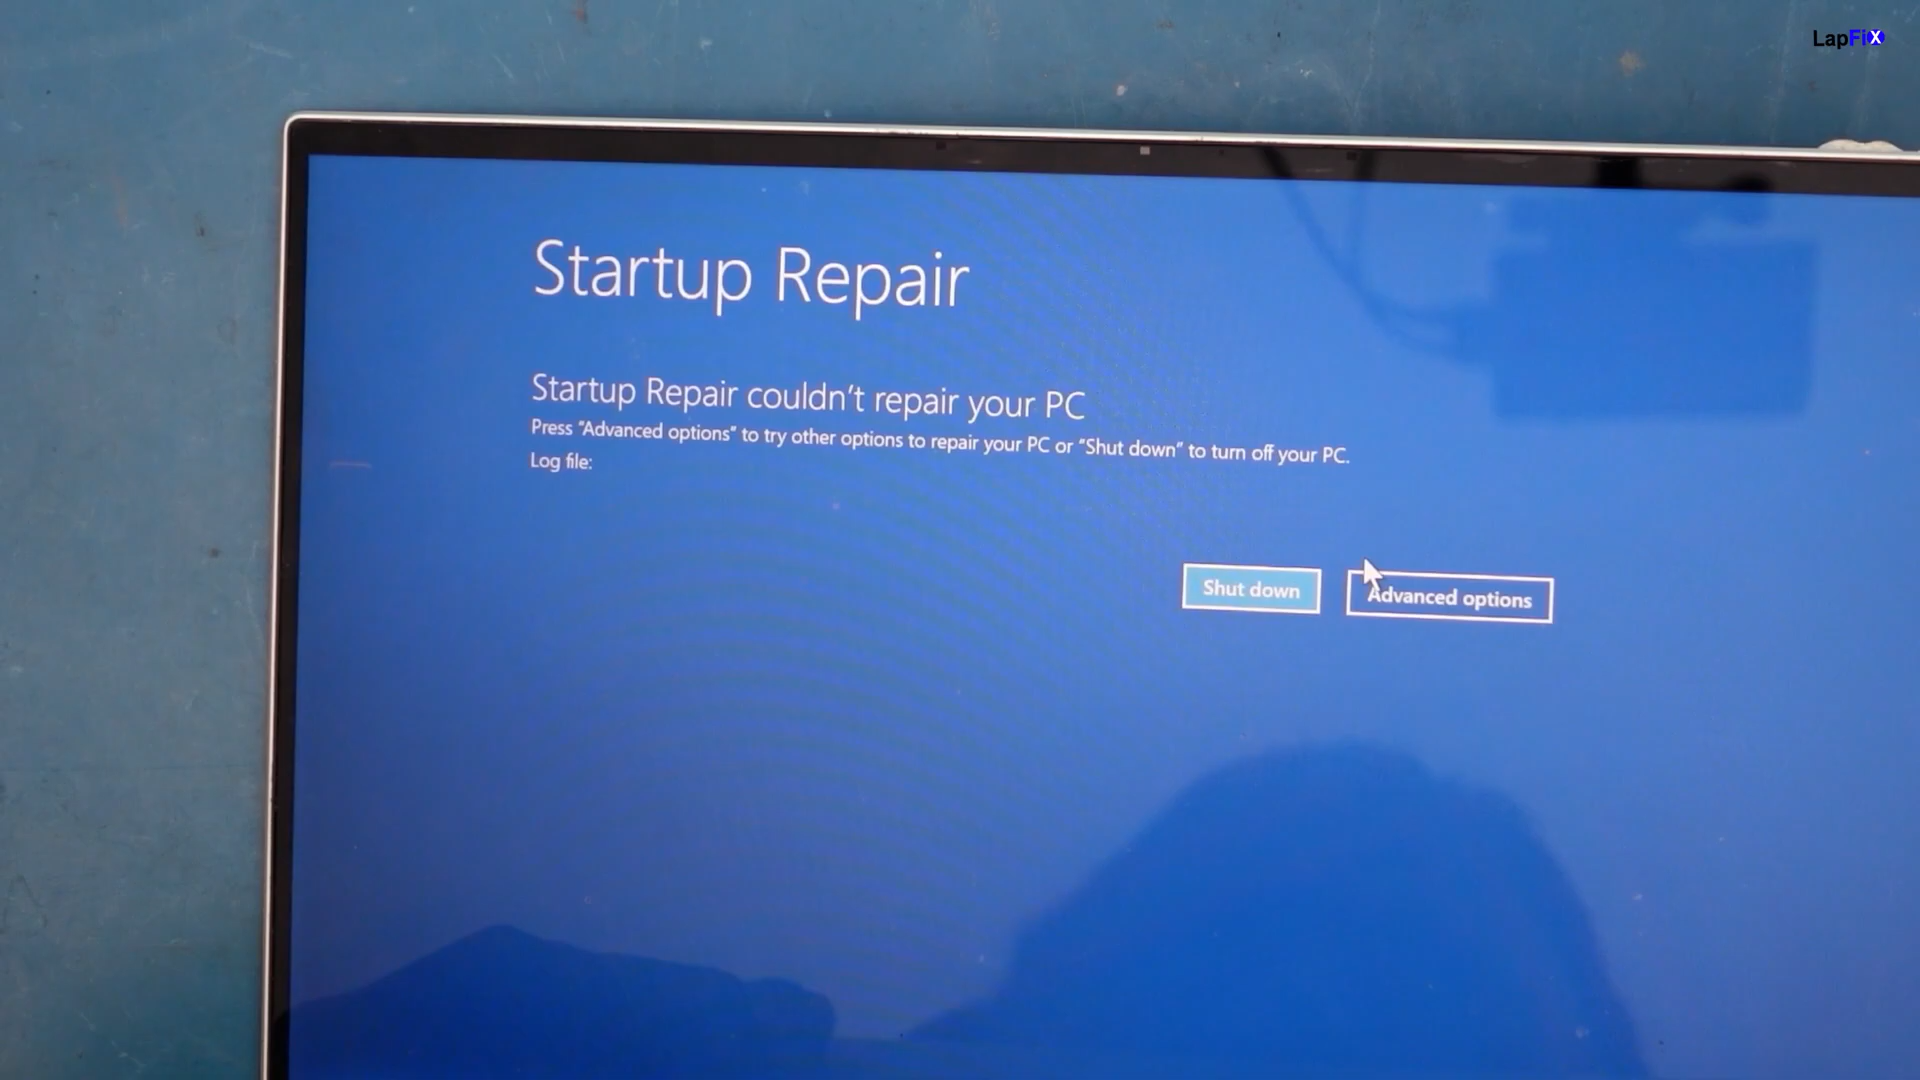 LapFiX
Startup Repair
Startup Repair couldn't repair your PC
Press "Advanced options" to try other options to repair your PC or "Shut down" to turn off your PC.
Log file:
Shut down
Advanced options